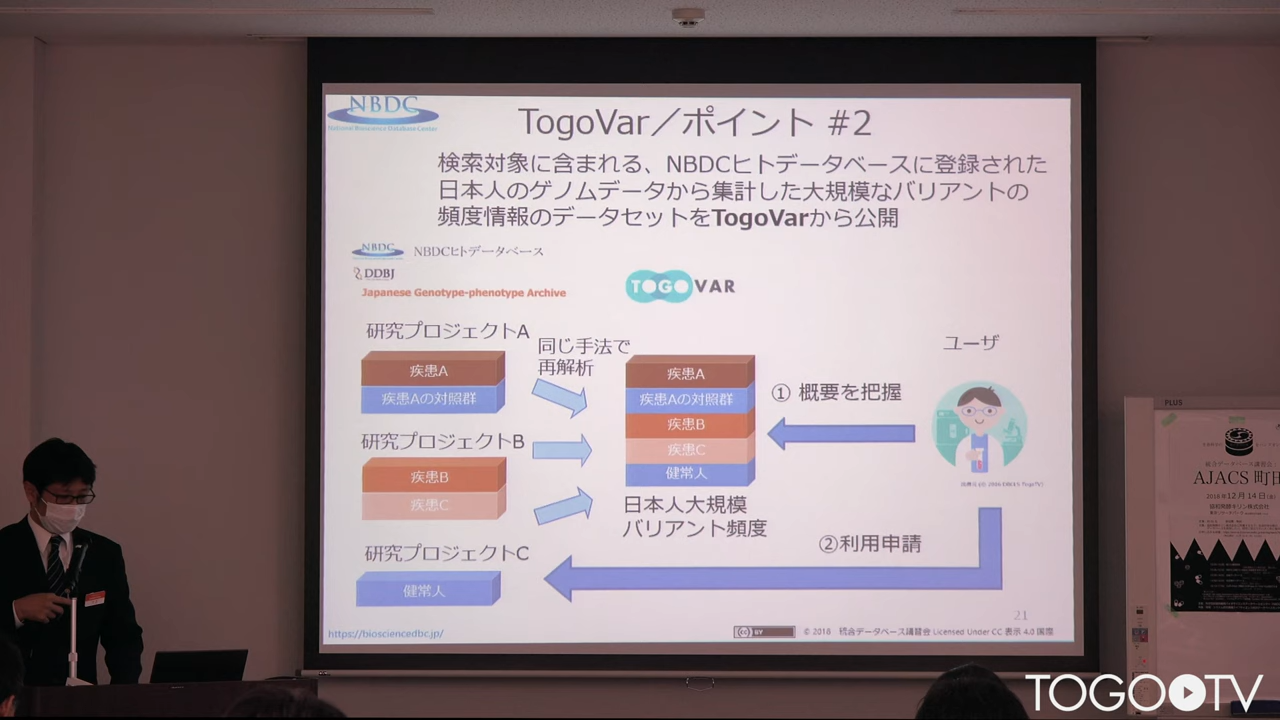 NBDC
National Bioscience Database Center
TogoVar／ポイント #2
検索対象に含まれる、NBDCヒトデータベースに登録された
日本人のゲノムデータから集計した大規模なバリアントの
頻度情報のデータセットをTogoVarから公開
NBDC NBDCヒトデータベース
DDBJ
Japanese Genotype-phenotype Archive
TOGO VAR
研究プロジェクトA
疾患A
疾患Aの対照群
同じ手法で
再解析
研究プロジェクトB
疾患B
疾患C
研究プロジェクトC
健常人
疾患A
疾患Aの対照群
疾患B
疾患C
健常人
日本人大規模
バリアント頻度
ユーザ
① 概要を把握
②利用申請
21
https://biosciencedbc.jp/
CC BY
© 2018 統合データベース講習会 Licensed Under CC 表示 4.0 国際
PLUS
AJACS 町田
2018年12月14日
協和発酵キリン株式会社
TOGO TV